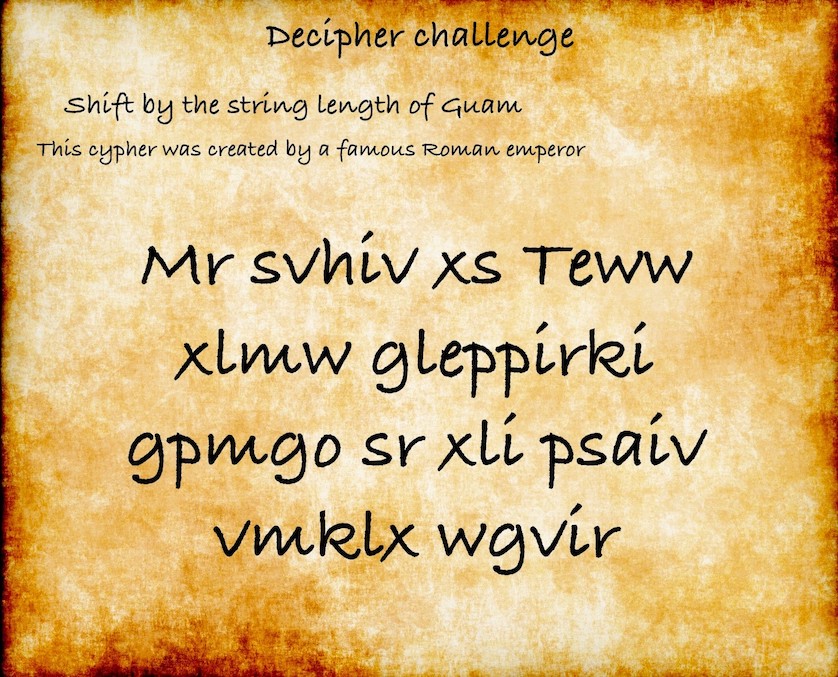 Decipher challenge
Shift by the string length of Guam
This cypher was created by a famous Roman emperor
Mr svhiv xs Teww
xlmw gleppirki
gpmgo sr xli psaiv
vmklx wgvir